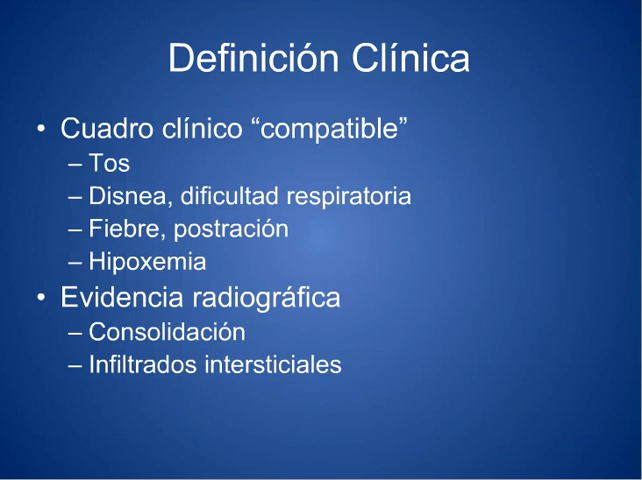 Definición Clínica
• Cuadro clínico “compatible”
– Tos
– Disnea, dificultad respiratoria
– Fiebre, postración
– Hipoxemia
• Evidencia radiográfica
– Consolidación
– Infiltrados intersticiales